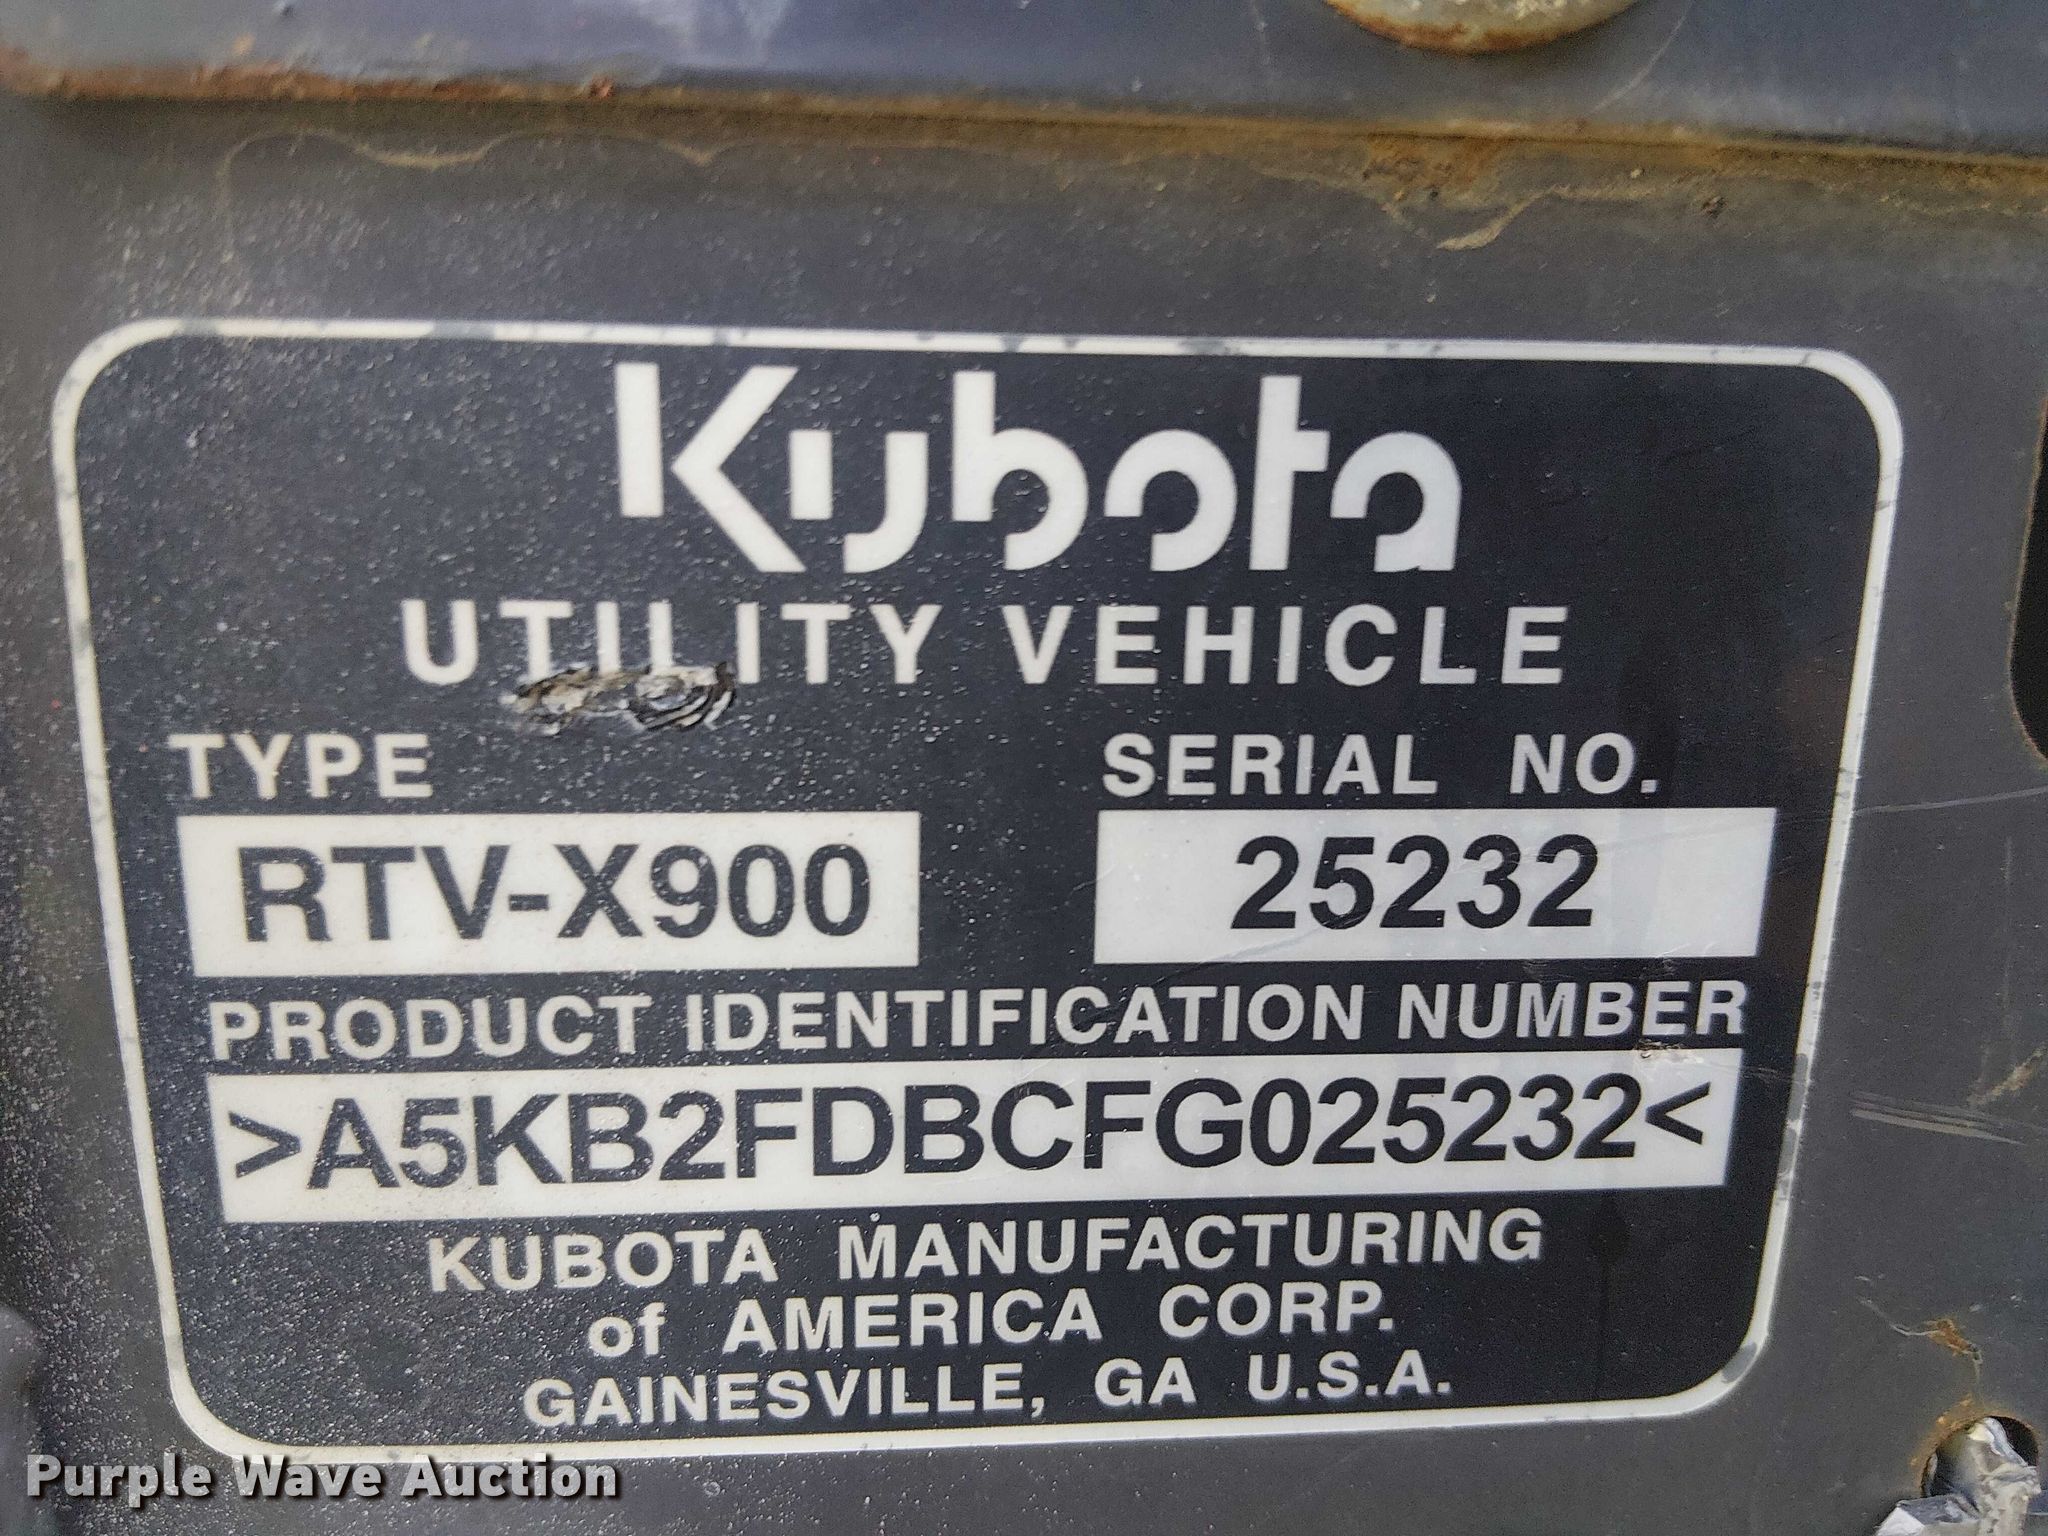 Kubota
UTILITY VEHICLE
TYPE SERIAL NO.
RTV-X900 25232
PRODUCT IDENTIFICATION NUMBER
>A5KB2FDBCFG025232<
KUBOTA MANUFACTURING
of AMERICA CORP.
GAINESVILLE, GA U.S.A.
Purple Wave Auction